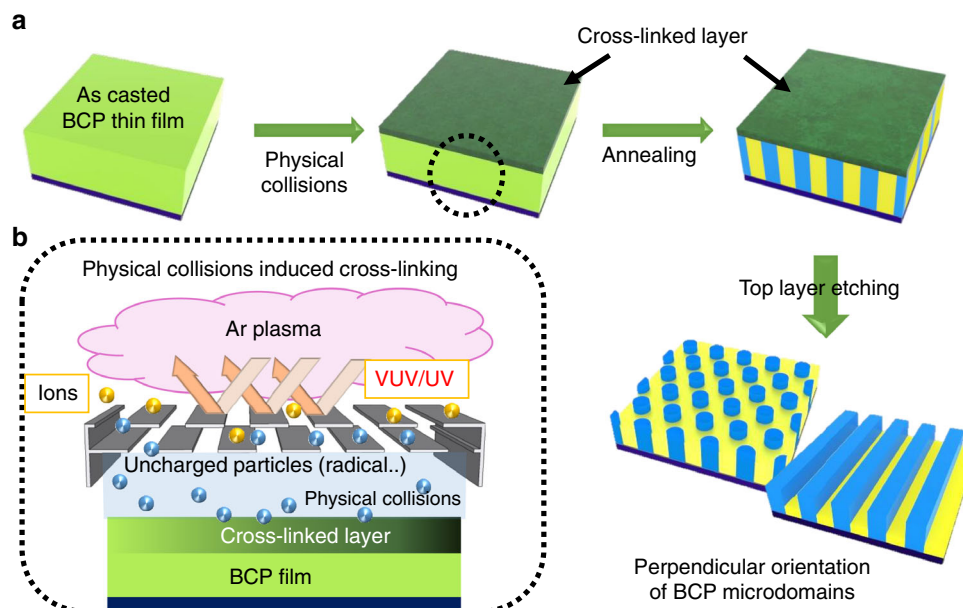 a
As casted
BCP thin film
Physical
collisions
Cross-linked layer
Annealing
b
Physical collisions induced cross-linking
Ar plasma
Ions
VUV/UV
Uncharged particles (radical..)
Physical collisions
Cross-linked layer
BCP film
Top layer etching
Perpendicular orientation
of BCP microdomains